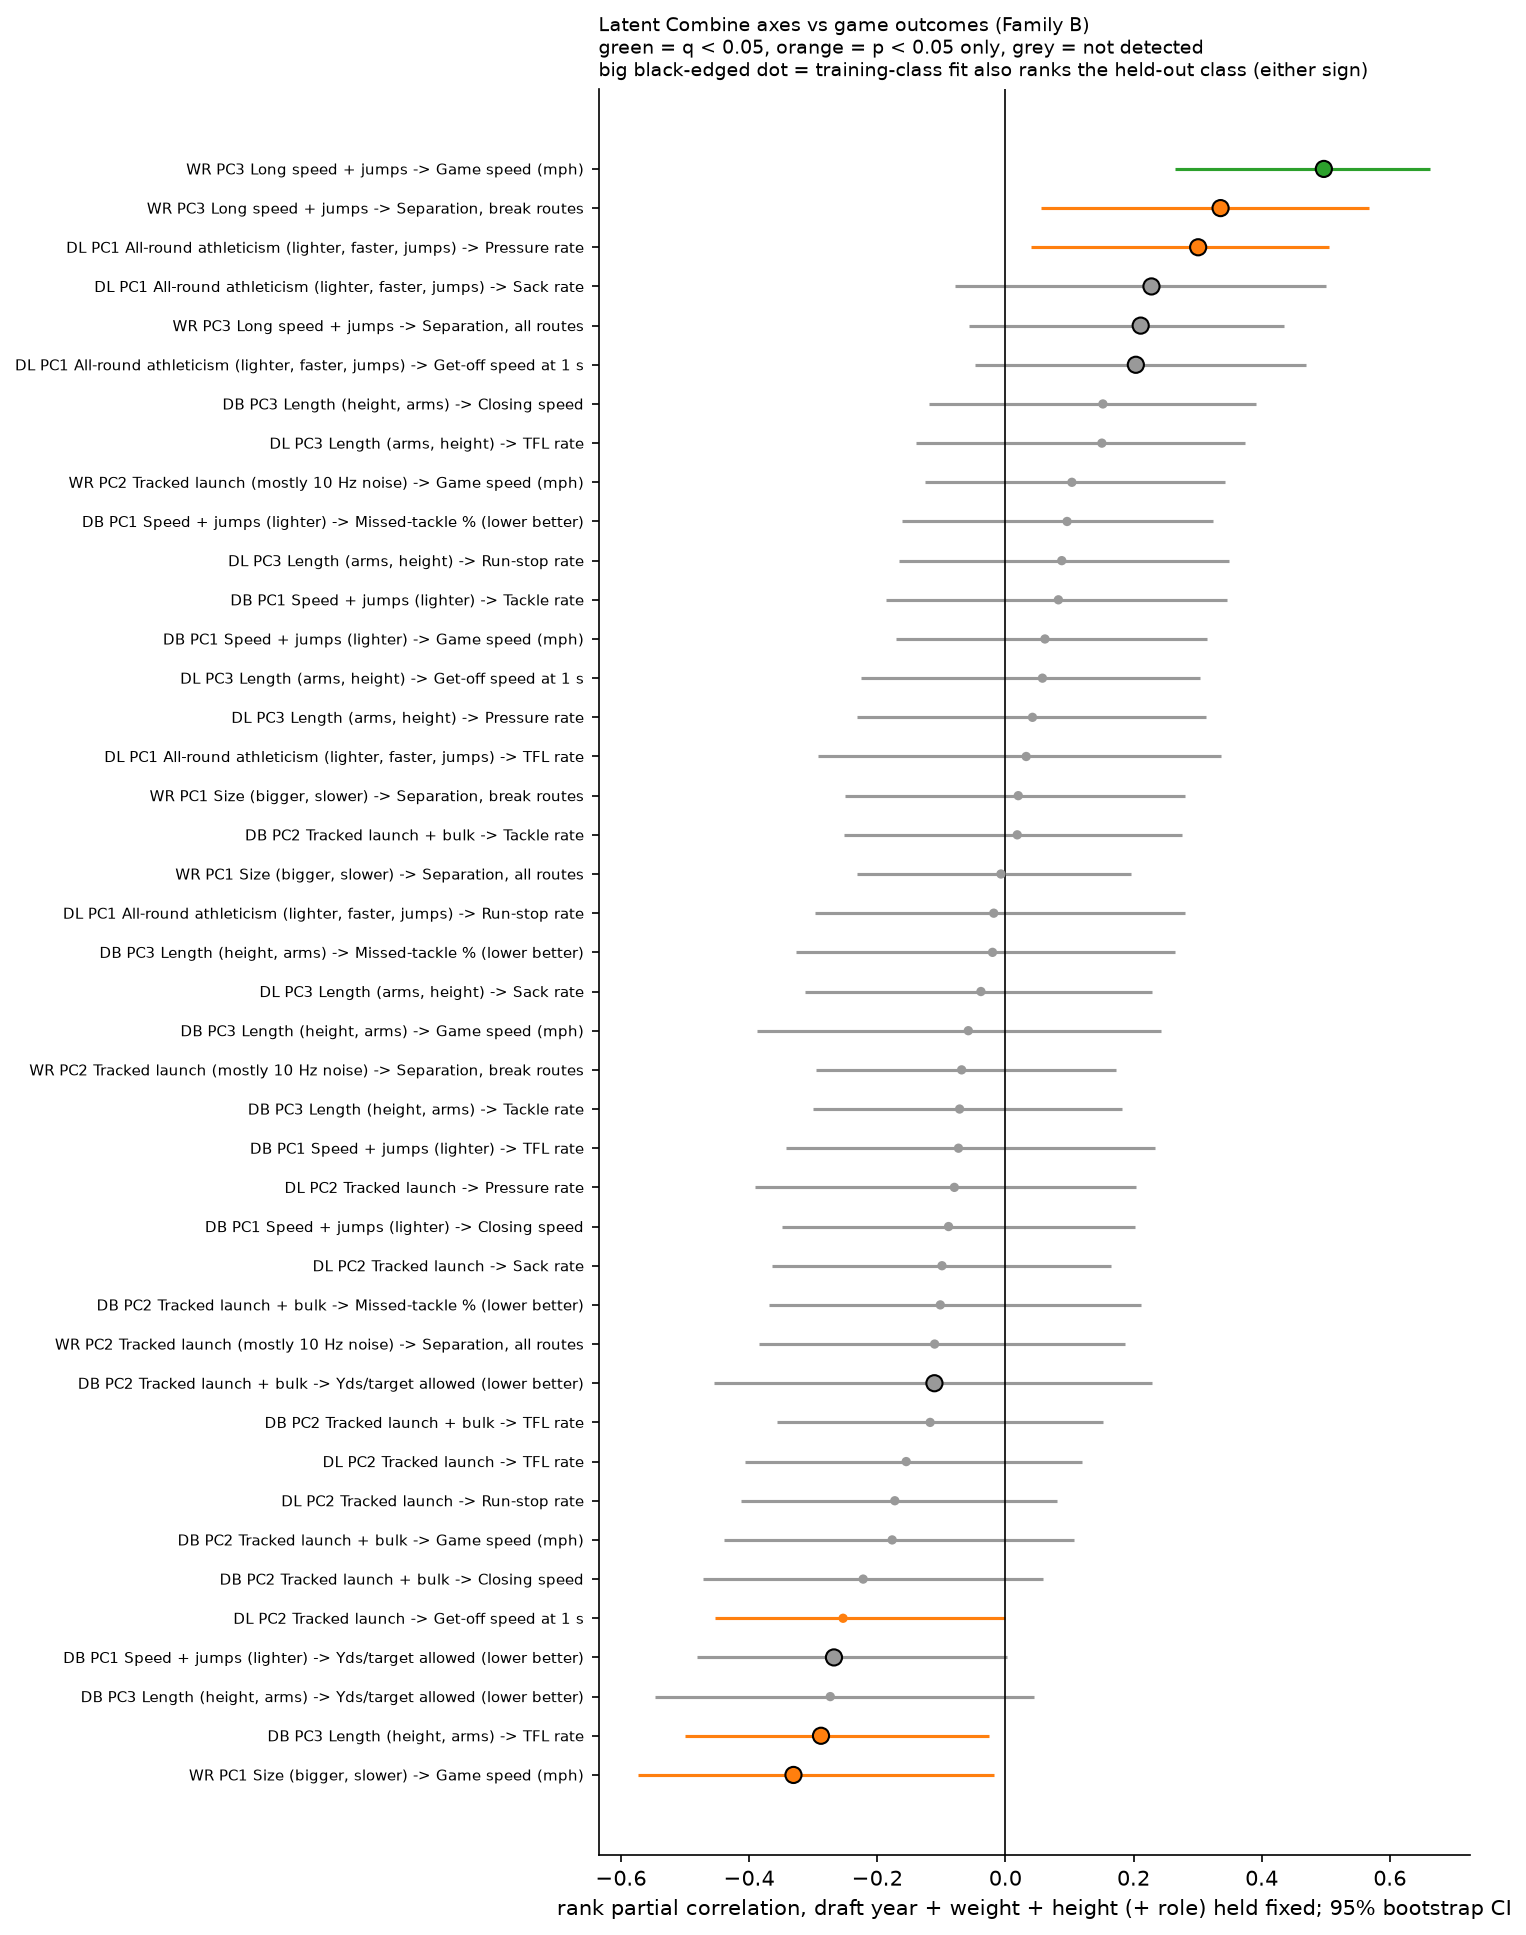 Latent Combine axes vs game outcomes (Family B)
green = q < 0.05, orange = p < 0.05 only, grey = not detected
big black-edged dot = training-class fit also ranks the held-out class (either sign)
WR PC3 Long speed + jumps -> Game speed (mph)
WR PC3 Long speed + jumps -> Separation, break routes
DL PC1 All-round athleticism (lighter, faster, jumps) -> Pressure rate
DL PC1 All-round athleticism (lighter, faster, jumps) -> Sack rate
WR PC3 Long speed + jumps -> Separation, all routes
DL PC1 All-round athleticism (lighter, faster, jumps) -> Get-off speed at 1 s
DB PC3 Length (height, arms) -> Closing speed
DL PC3 Length (arms, height) -> TFL rate
WR PC2 Tracked launch (mostly 10 Hz noise) -> Game speed (mph)
DB PC1 Speed + jumps (lighter) -> Missed-tackle % (lower better)
DL PC3 Length (arms, height) -> Run-stop rate
DB PC1 Speed + jumps (lighter) -> Tackle rate
DB PC1 Speed + jumps (lighter) -> Game speed (mph)
DL PC3 Length (arms, height) -> Get-off speed at 1 s
DL PC3 Length (arms, height) -> Pressure rate
DL PC1 All-round athleticism (lighter, faster, jumps) -> TFL rate
WR PC1 Size (bigger, slower) -> Separation, break routes
DB PC2 Tracked launch + bulk -> Tackle rate
WR PC1 Size (bigger, slower) -> Separation, all routes
DL PC1 All-round athleticism (lighter, faster, jumps) -> Run-stop rate
DB PC3 Length (height, arms) -> Missed-tackle % (lower better)
DL PC3 Length (arms, height) -> Sack rate
DB PC3 Length (height, arms) -> Game speed (mph)
WR PC2 Tracked launch (mostly 10 Hz noise) -> Separation, break routes
DB PC3 Length (height, arms) -> Tackle rate
DB PC1 Speed + jumps (lighter) -> TFL rate
DL PC2 Tracked launch -> Pressure rate
DB PC1 Speed + jumps (lighter) -> Closing speed
DL PC2 Tracked launch -> Sack rate
DB PC2 Tracked launch + bulk -> Missed-tackle % (lower better)
WR PC2 Tracked launch (mostly 10 Hz noise) -> Separation, all routes
DB PC2 Tracked launch + bulk -> Yds/target allowed (lower better)
DB PC2 Tracked launch + bulk -> TFL rate
DL PC2 Tracked launch -> TFL rate
DL PC2 Tracked launch -> Run-stop rate
DB PC2 Tracked launch + bulk -> Game speed (mph)
DB PC2 Tracked launch + bulk -> Closing speed
DL PC2 Tracked launch -> Get-off speed at 1 s
DB PC1 Speed + jumps (lighter) -> Yds/target allowed (lower better)
DB PC3 Length (height, arms) -> Yds/target allowed (lower better)
DB PC3 Length (height, arms) -> TFL rate
WR PC1 Size (bigger, slower) -> Game speed (mph)
−0.6 −0.4 −0.2 0.0 0.2 0.4 0.6
rank partial correlation, draft year + weight + height (+ role) held fixed; 95% bootstrap CI